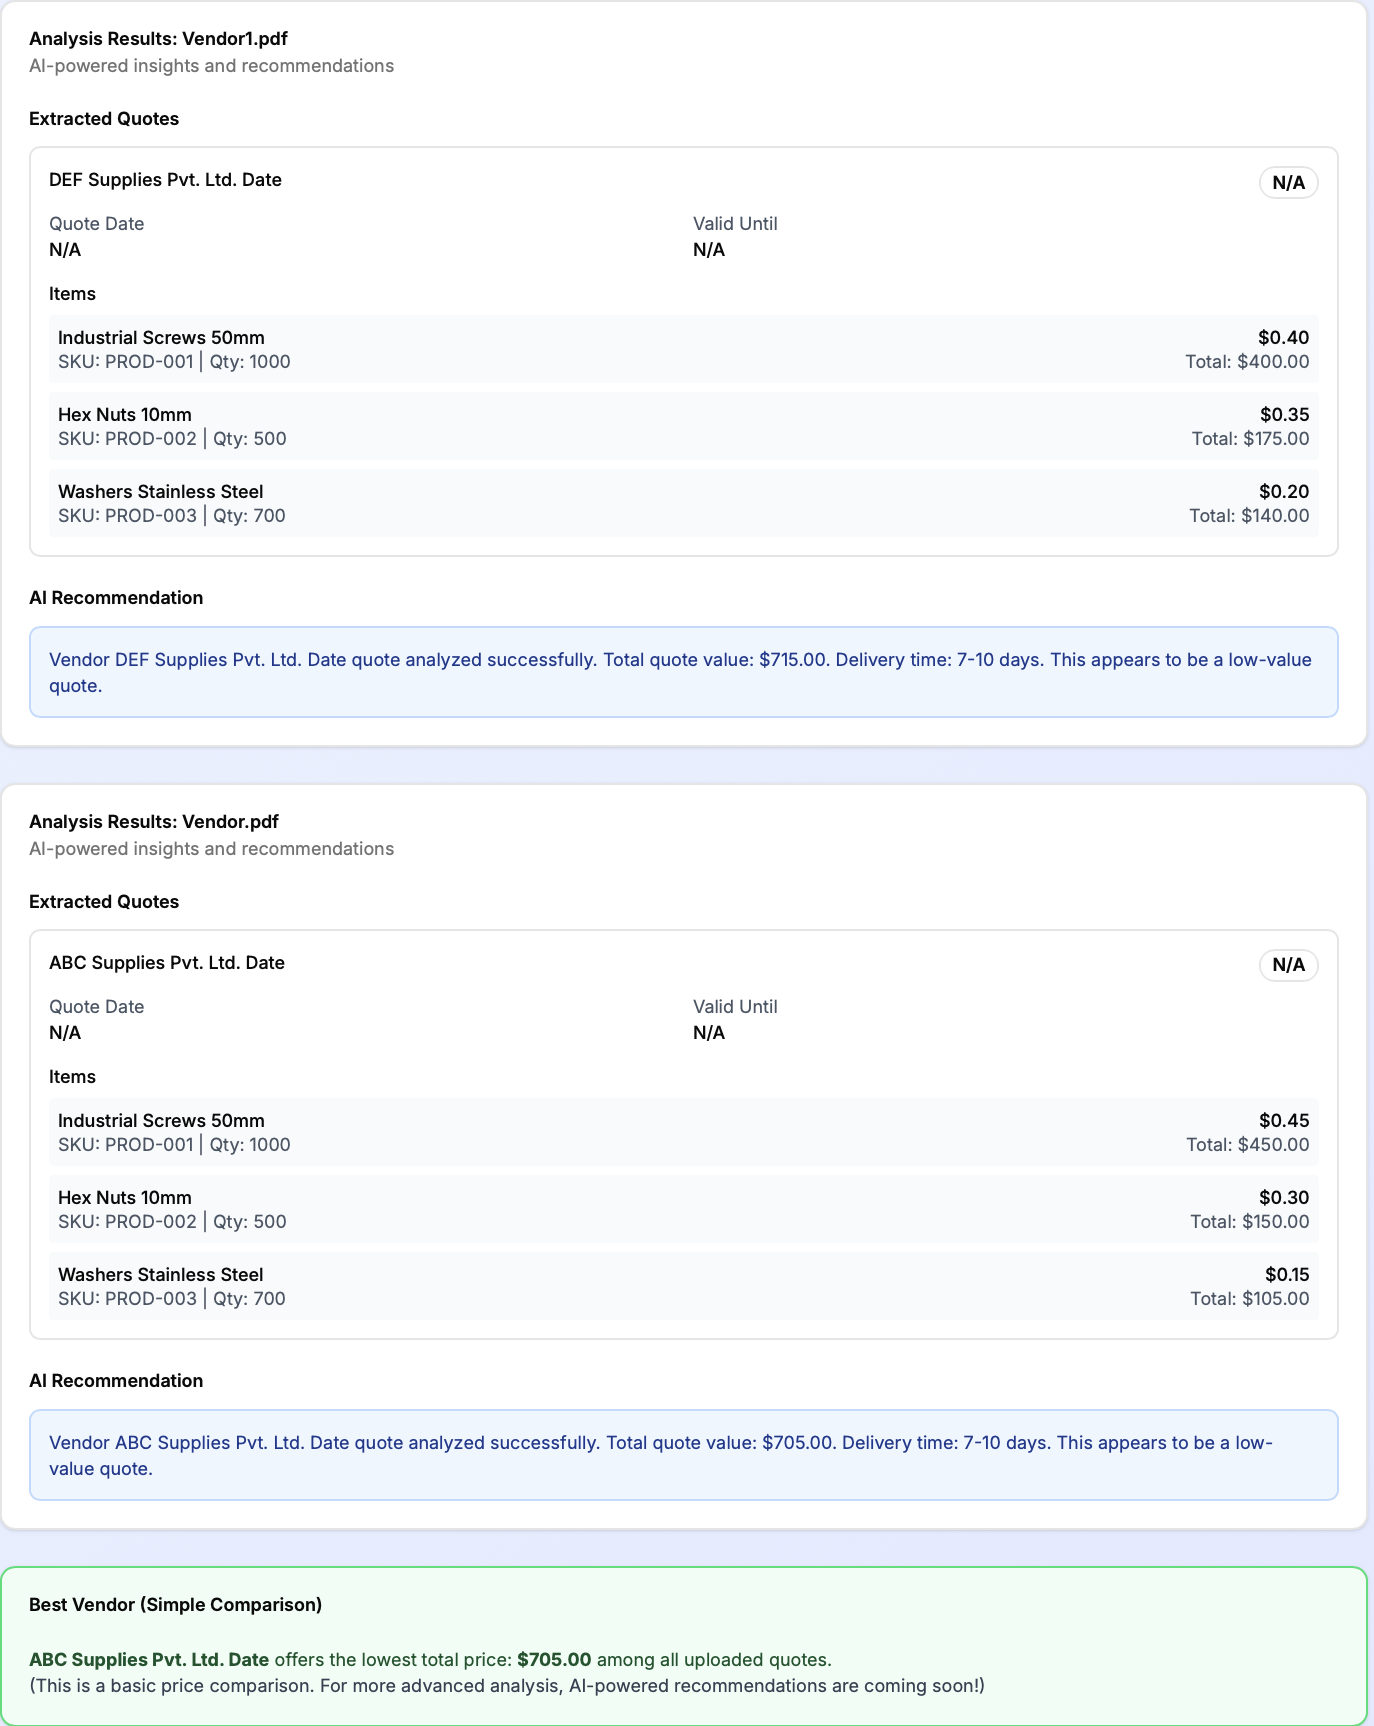 Analysis Results: Vendor1.pdf
AI-powered insights and recommendations
Extracted Quotes
DEF Supplies Pvt. Ltd. Date
N/A
Quote Date
Valid Until
N/A
N/A
Items
Industrial Screws 50mm
$0.40
SKU: PROD-001 | Qty: 1000
Total: $400.00
Hex Nuts 10mm
$0.35
SKU: PROD-002 | Qty: 500
Total: $175.00
Washers Stainless Steel
$0.20
SKU: PROD-003 | Qty: 700
Total: $140.00
AI Recommendation
Vendor DEF Supplies Pvt. Ltd. Date quote analyzed successfully. Total quote value: $715.00. Delivery time: 7-10 days. This appears to be a low-value
quote.
Analysis Results: Vendor.pdf
AI-powered insights and recommendations
Extracted Quotes
ABC Supplies Pvt. Ltd. Date
N/A
Quote Date
Valid Until
N/A
N/A
Items
Industrial Screws 50mm
$0.45
SKU: PROD-001 | Qty: 1000
Total: $450.00
Hex Nuts 10mm
$0.30
SKU: PROD-002 | Qty: 500
Total: $150.00
Washers Stainless Steel
$0.15
SKU: PROD-003 | Qty: 700
Total: $105.00
AI Recommendation
Vendor ABC Supplies Pvt. Ltd. Date quote analyzed successfully. Total quote value: $705.00. Delivery time: 7-10 days. This appears to be a low-
value quote.
Best Vendor (Simple Comparison)
ABC Supplies Pvt. Ltd. Date offers the lowest total price: $705.00 among all uploaded quotes.
(This is a basic price comparison. For more advanced analysis, AI-powered recommendations are coming soon!)